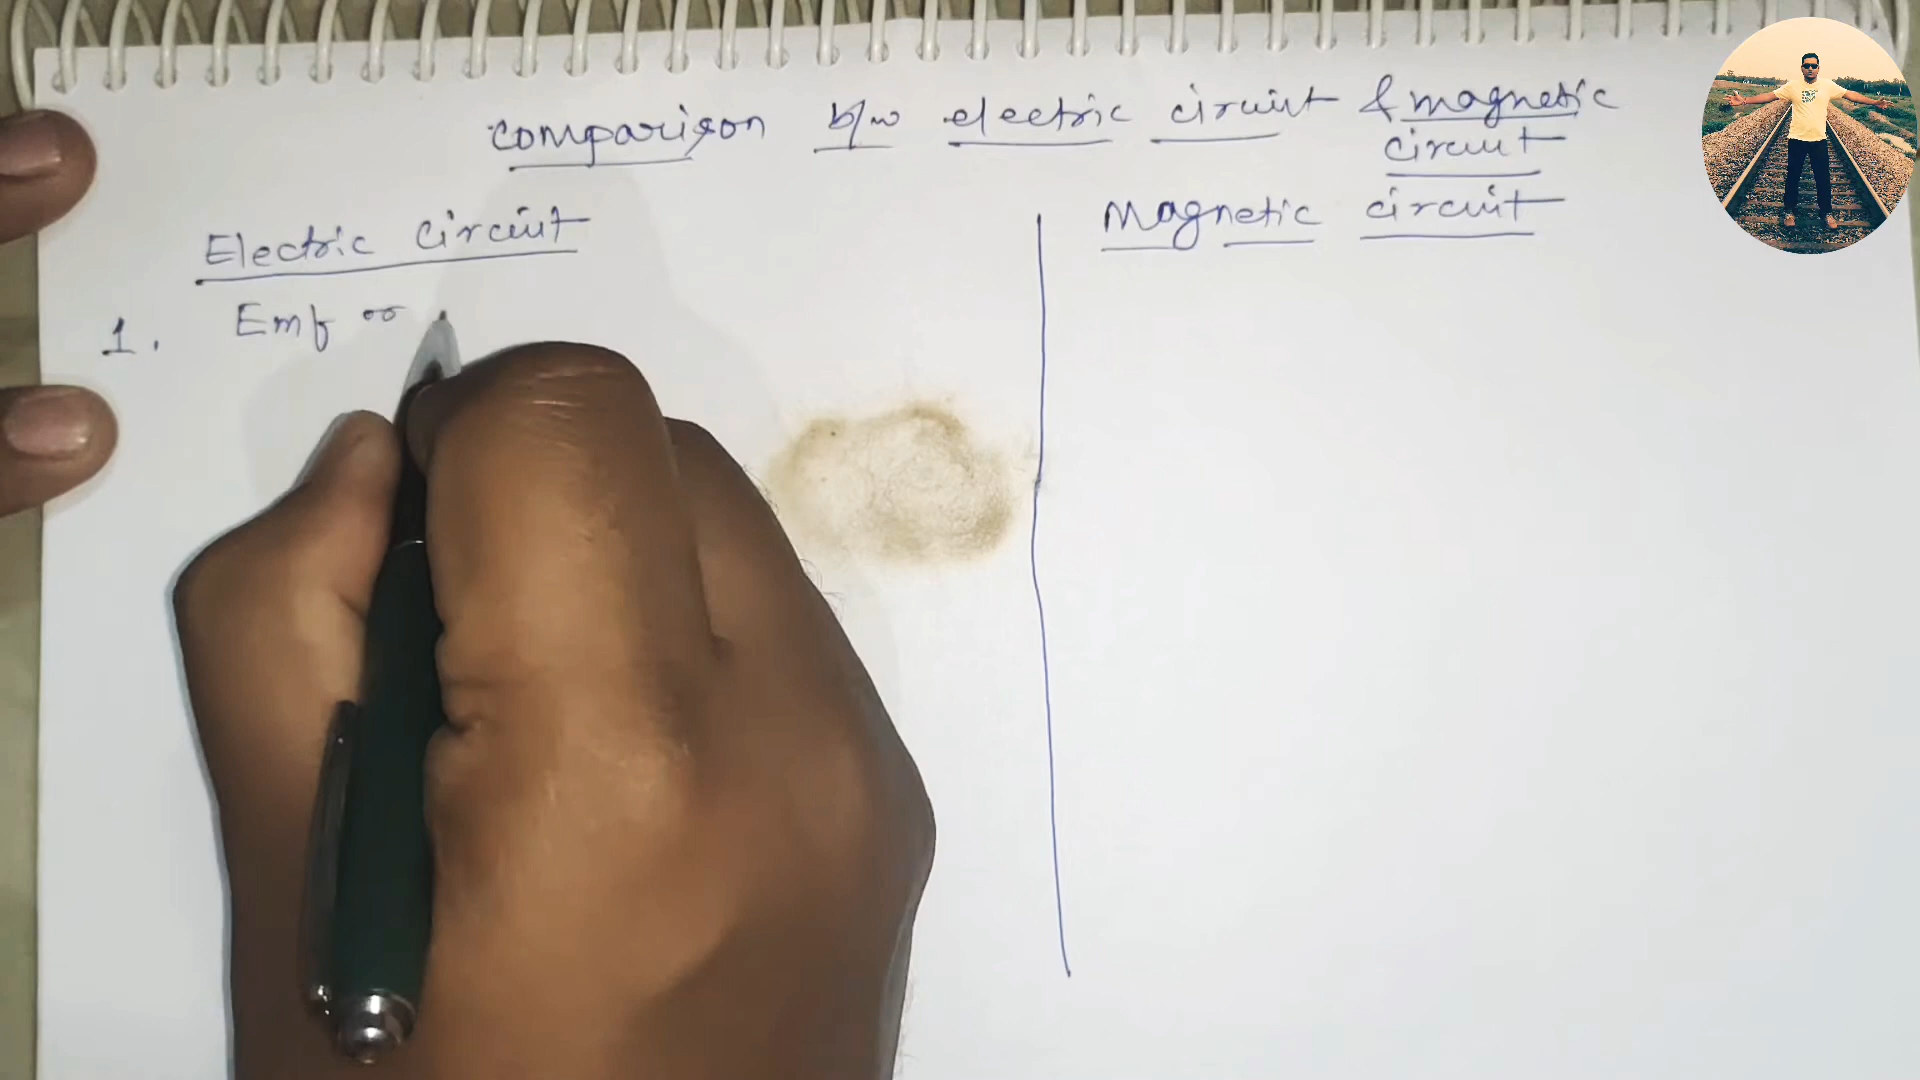 comparison b/w electric circuit & magnetic
circuit
Electric circuit
Magnetic circuit
1. Emf or